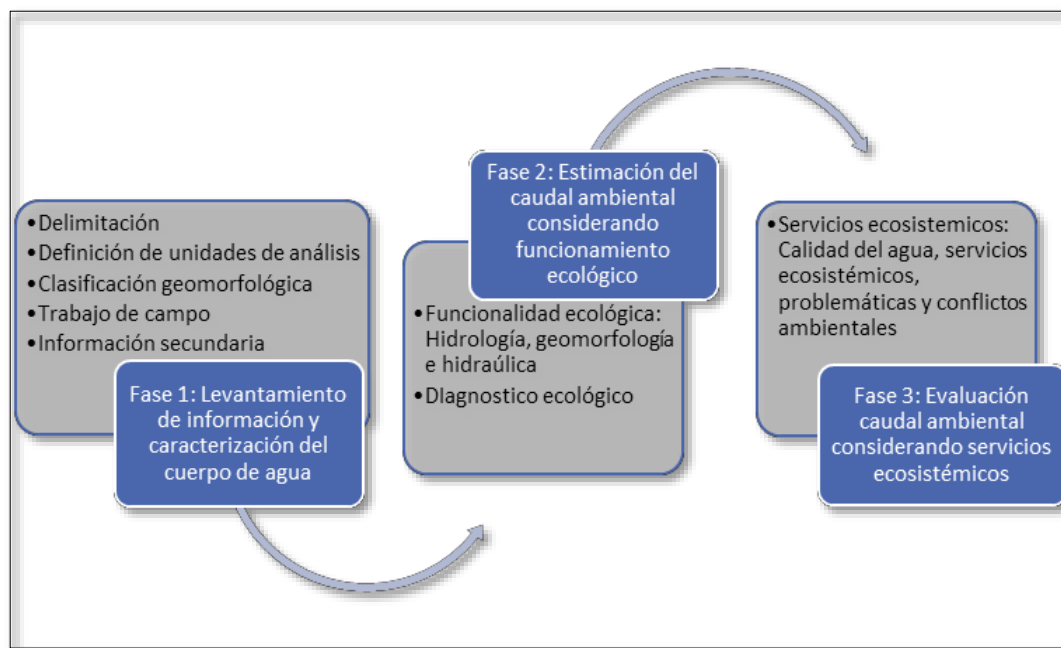 •Delimitación
•Definición de unidades de análisis
•Clasificación geomorfológica
•Trabajo de campo
•Información secundaria
Fase 1: Levantamiento
de información y
caracterización del
cuerpo de agua
Fase 2: Estimación del
caudal ambiental
considerando
funcionamiento
ecológico
•Funcionalidad ecológica:
Hidrología, geomorfología
e hidraúlica
•DIagnostico ecológico
•Servicios ecosistemicos:
Calidad del agua, servicios
ecosistémicos,
problemáticas y conflictos
ambientales
Fase 3: Evaluación
caudal ambiental
considerando servicios
ecosistémicos